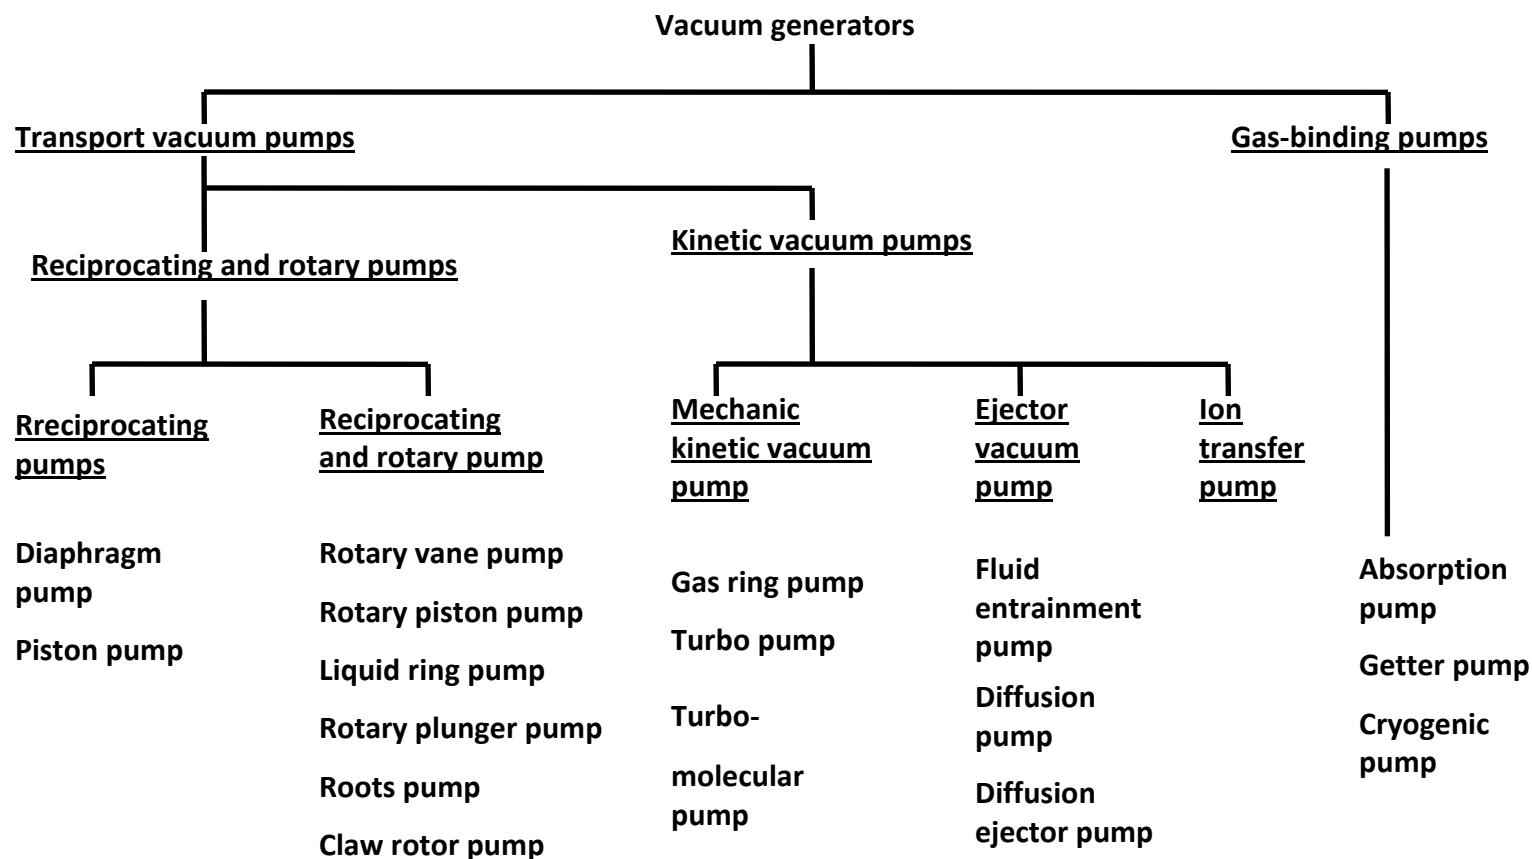 Vacuum generators
Transport vacuum pumps
Gas-binding pumps
Reciprocating and rotary pumps
Kinetic vacuum pumps
Rreciprocating
pumps
Diaphragm
pump
Piston pump
Reciprocating
and rotary pump
Rotary vane pump
Rotary piston pump
Liquid ring pump
Rotary plunger pump
Roots pump
Claw rotor pump
Mechanic
kinetic vacuum
pump
Gas ring pump
Turbo pump
Turbo-
molecular
pump
Ejector
vacuum
pump
Fluid
entrainment
pump
Diffusion
pump
Diffusion
ejector pump
Ion
transfer
pump
Absorption
pump
Getter pump
Cryogenic
pump